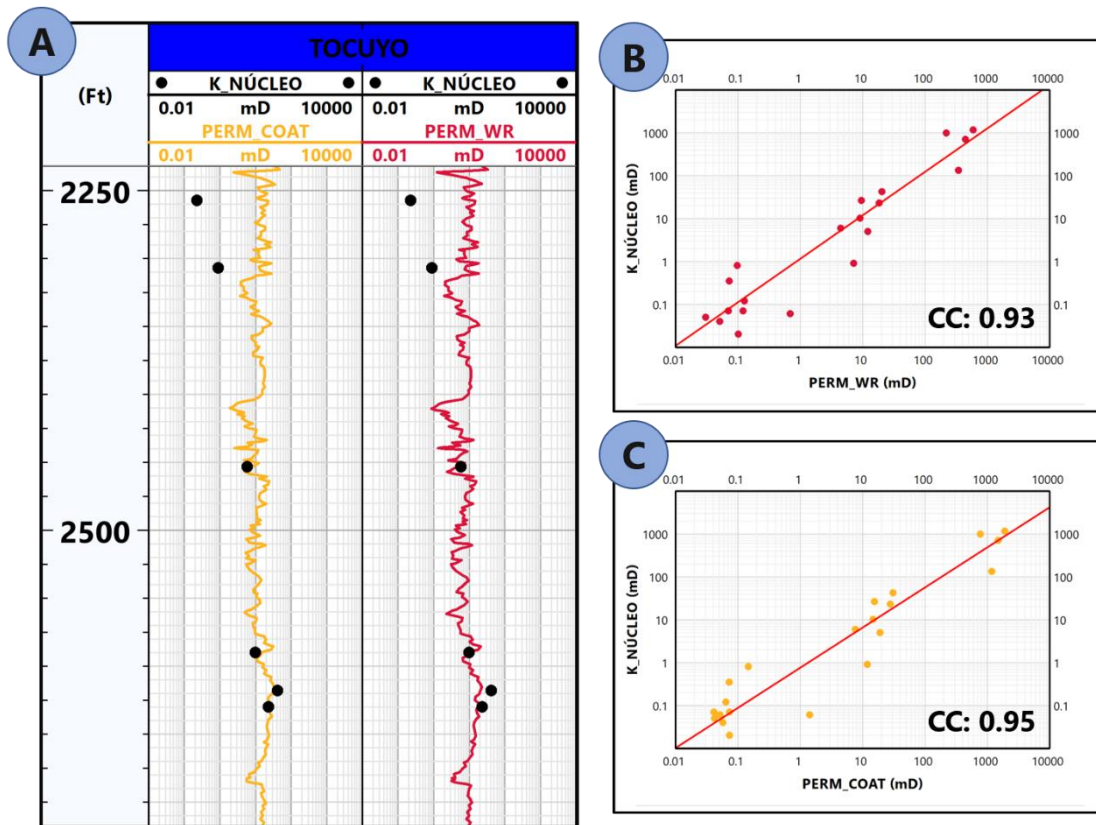 A
TOCUYO
(Ft)
K_NÚCLEO K_NÚCLEO
0.01 mD 10000 0.01 mD 10000
PERM_COAT PERM_WR
0.01 mD 10000 0.01 mD 10000
2250
2500
B
0.01 0.1 1 10 100 1000 10000
K_NÚCLEO (mD)
1000 1000
100 100
10 10
1 1
0.1 0.1
CC: 0.93
0.01 0.1 1 10 100 1000 10000
PERM_WR (mD)
C
0.01 0.1 1 10 100 1000 10000
K_NÚCLEO (mD)
1000 1000
100 100
10 10
1 1
0.1 0.1
CC: 0.95
0.01 0.1 1 10 100 1000 10000
PERM_COAT (mD)